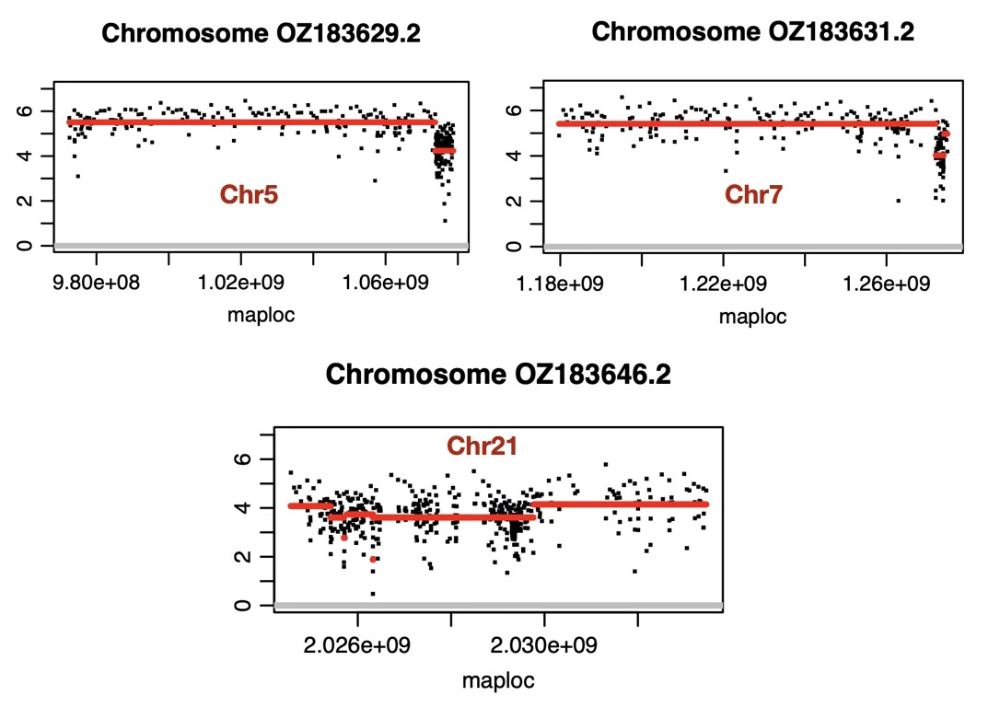 Chromosome OZ183629.2
6
4
2
0
Chr5
9.80e+08 1.02e+09 1.06e+09
maploc
Chromosome OZ183631.2
6
4
2
0
Chr7
1.18e+09 1.22e+09 1.26e+09
maploc
Chromosome OZ183646.2
6
4
2
0
Chr21
2.026e+09 2.030e+09
maploc